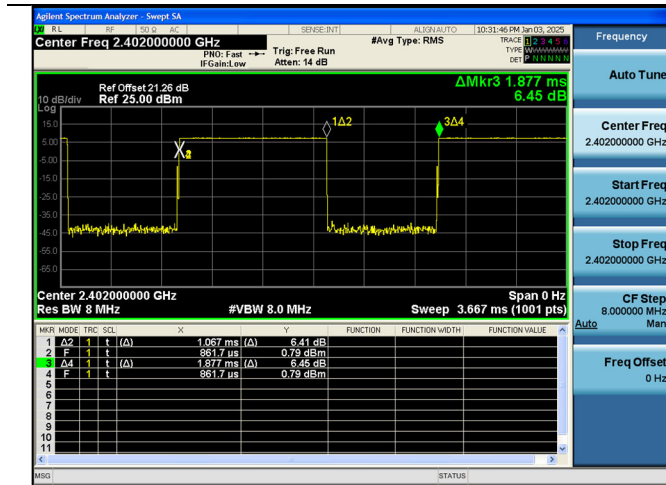 Agilent Spectrum Analyzer - Swept SA
RL RF 50 Ω AC SENSE:INT ALIGN AUTO 10:31:46 PM Jan 03, 2025
Center Freq 2.402000000 GHz
PNO: Fast
IFGain:Low
Trig: Free Run
Atten: 14 dB
#Avg Type: RMS
TRACE 1 2 3 4 5 6
TYPE W
DET P N N N N N
ΔMkr3 1.877 ms
6.45 dB
Ref Offset 21.26 dB
10 dB/div Ref 25.00 dBm
Log
15.0
5.00
-5.00
-15.0
-25.0
-35.0
-45.0
-55.0
-65.0
1Δ2
3Δ4
Center 2.402000000 GHz Span 0 Hz
Res BW 8 MHz #VBW 8.0 MHz Sweep 3.667 ms (1001 pts)
MKR MODE TRC SCL X Y FUNCTION FUNCTION WIDTH FUNCTION VALUE
1 Δ2 1 t (Δ) 1.067 ms (Δ) 6.41 dB
2 F 1 t 861.7 µs 0.79 dBm
3 Δ4 1 t (Δ) 1.877 ms (Δ) 6.45 dB
4 F 1 t 861.7 µs 0.79 dBm
5
6
7
8
9
10
11
MSG STATUS
Frequency
Auto Tune
Center Freq
2.402000000 GHz
Start Freq
2.402000000 GHz
Stop Freq
2.402000000 GHz
CF Step
8.000000 MHz
Auto Man
Freq Offset
0 Hz